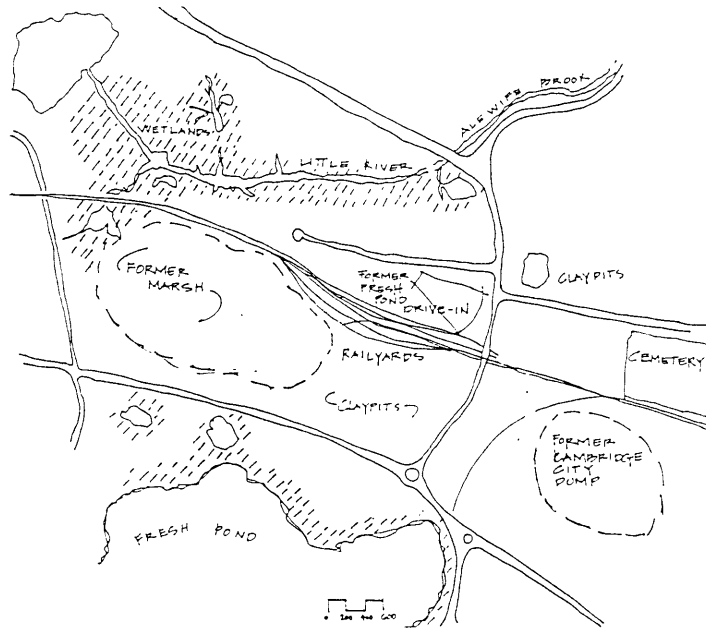 ALEWIFE BROOK
WETLANDS
LITTLE RIVER
FORMER
MARSH
FORMER
FRESH
POND
DRIVE-IN
CLAYPITS
RAILYARDS
CEMETERY
CLAYPITS
FORMER
CAMBRIDGE
CITY
DUMP
FRESH POND
0 200 400 600